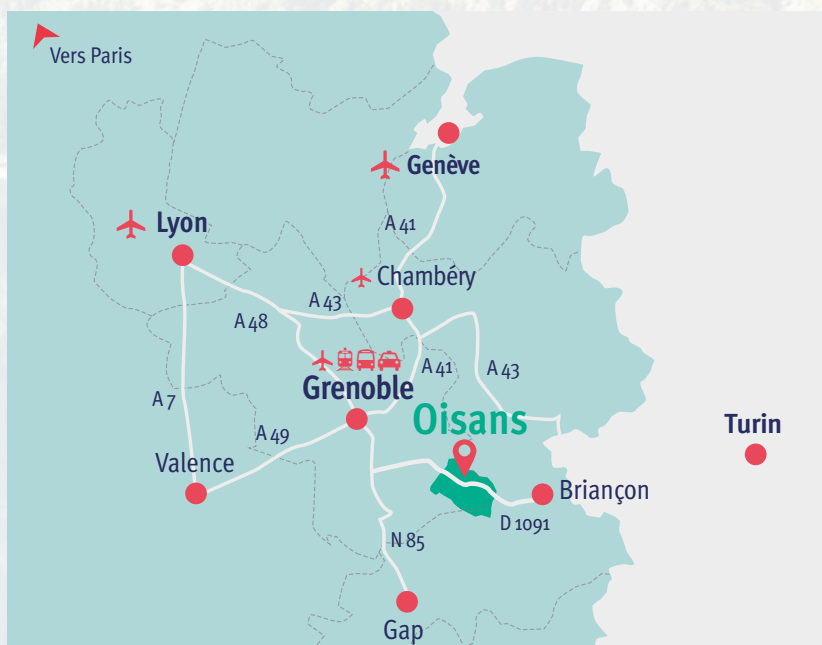 Vers Paris
Genève
Lyon
A 41
Chambéry
A 43
A 48
A 41
A 43
Grenoble
A 7
Oisans
Turin
A 49
Valence
Briançon
D 1091
N 85
Gap